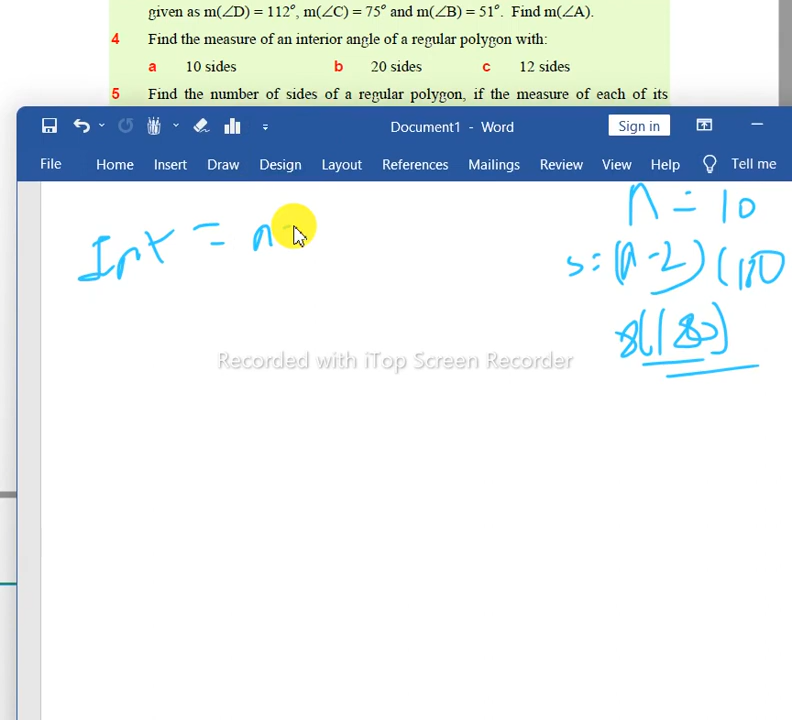 given as m(∠D) = 112°, m(∠C) = 75° and m(∠B) = 51°. Find m(∠A).
4 Find the measure of an interior angle of a regular polygon with:
a 10 sides b 20 sides c 12 sides
5 Find the number of sides of a regular polygon, if the measure of each of its
Document1 - Word Sign in
File Home Insert Draw Design Layout References Mailings Review View Help Tell me
n = 10
Int = n -
s = (n - 2) (180
8(180)
Recorded with iTop Screen Recorder